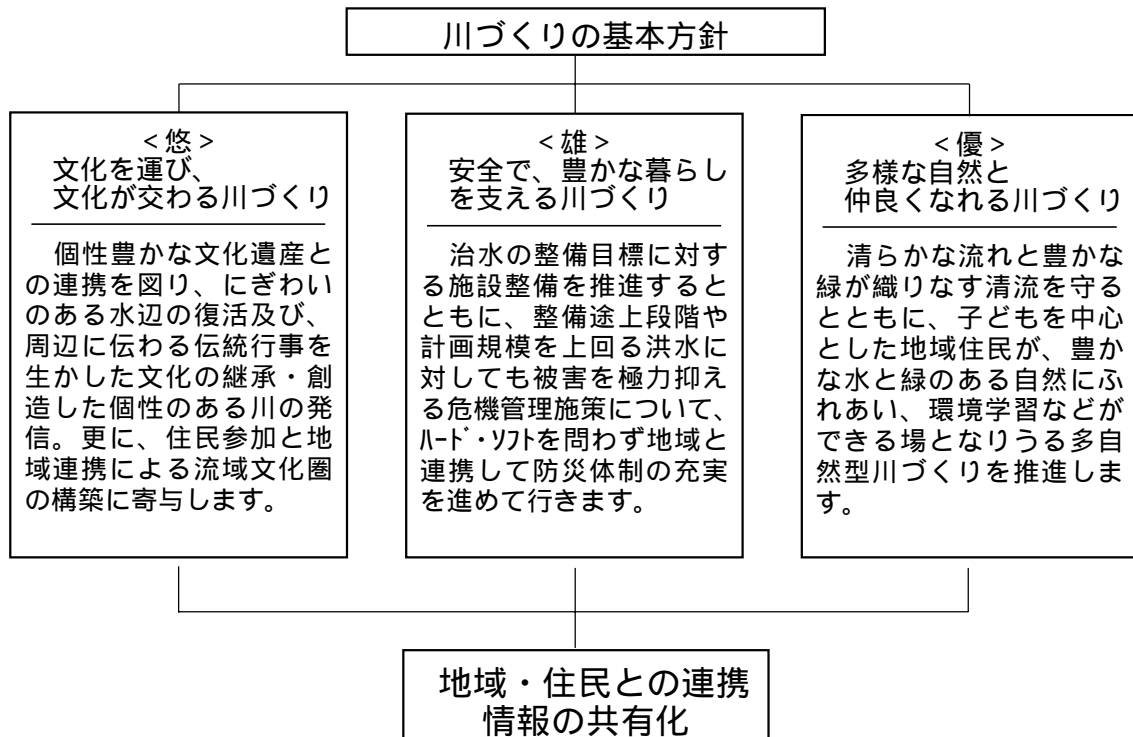 川づくりの基本方針
<悠>
文化を運び、
文化が交わる川づくり
個性豊かな文化遺産と
の連携を図り、にぎわい
のある水辺の復活及び、
周辺に伝わる伝統行事を
生かした文化の継承・創
造した個性のある川の発
信。更に、住民参加と地
域連携による流域文化圏
の構築に寄与します。
<雄>
安全で、豊かな暮らし
を支える川づくり
治水の整備目標に対す
る施設整備を推進すると
ともに、整備途上段階や
計画規模を上回る洪水に
対しても被害を極力抑え
る危機管理施策について、
ﾊｰﾄﾞ・ｿﾌﾄを問わず地域と
連携して防災体制の充実
を進めて行きます。
<優>
多様な自然と
仲良くなれる川づくり
清らかな流れと豊かな
緑が織りなす清流を守る
とともに、子どもを中心
とした地域住民が、豊か
な水と緑のある自然にふ
れあい、環境学習などが
できる場となりうる多自
然型川づくりを推進しま
す。
地域・住民との連携
情報の共有化